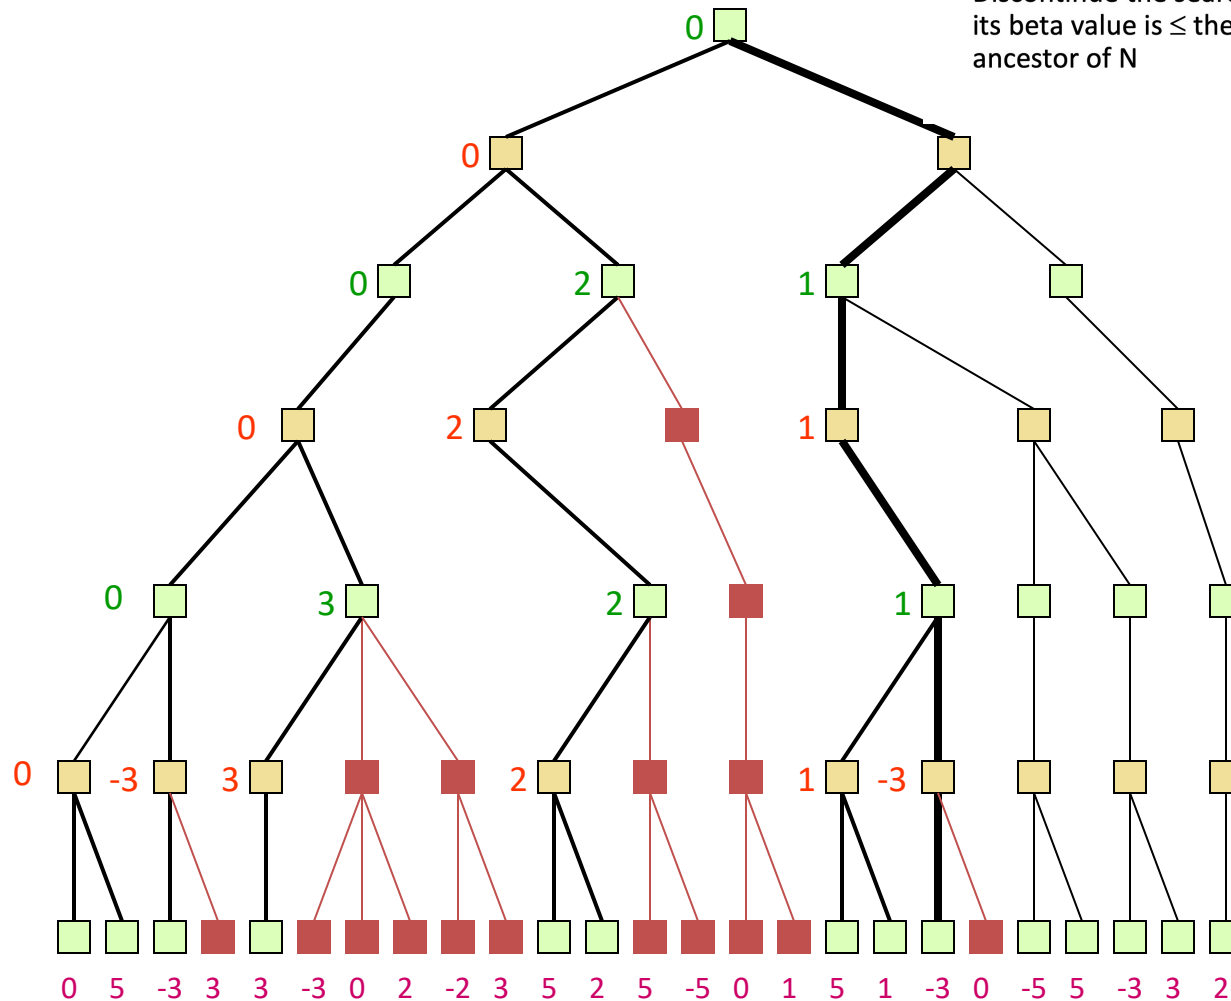 Discontinue the
its beta value is ≤ the
ancestor of N
0
0
0 2 1
0 2 1
0 3 2 1
0 -3 3 2 1 -3
0 5 -3 3 3 -3 0 2 -2 3 5 2 5 -5 0 1 5 1 -3 0 -5 5 -3 3 2